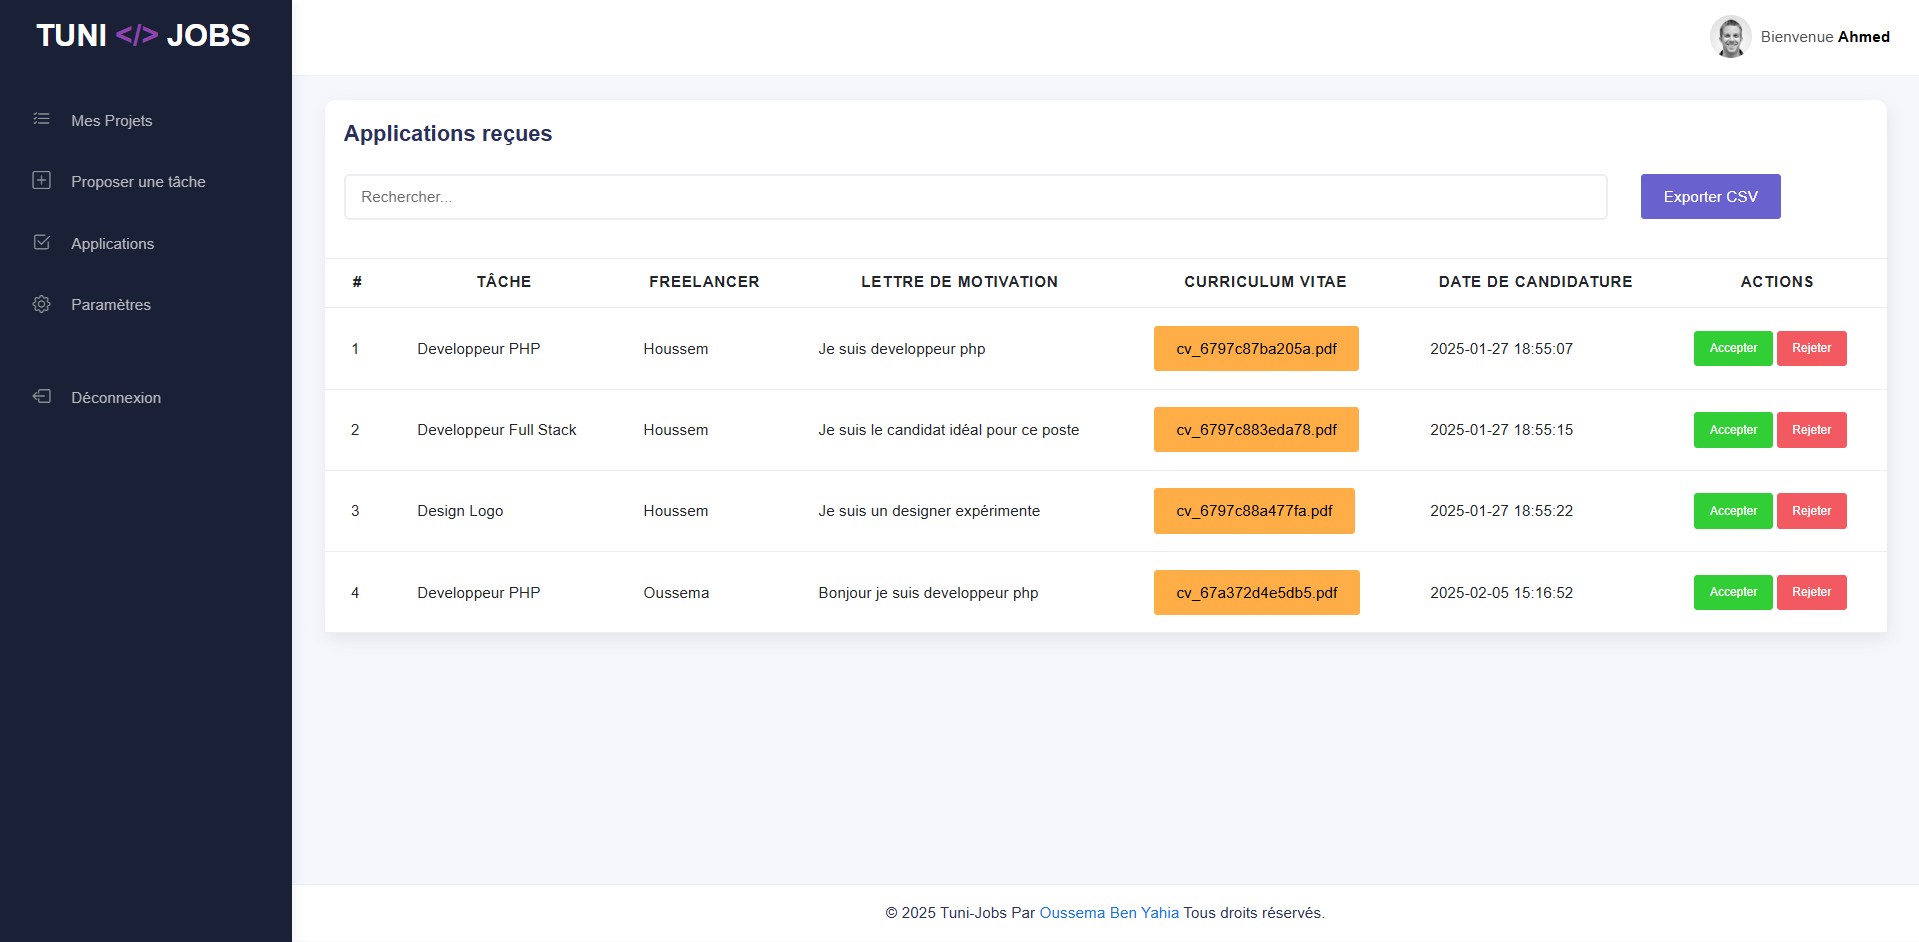 TUNI </> JOBS
Bienvenue Ahmed
Mes Projets
Proposer une tâche
Applications
Paramètres
Déconnexion
Applications reçues
Rechercher...
Exporter CSV
# TÂCHE FREELANCER LETTRE DE MOTIVATION CURRICULUM VITAE DATE DE CANDIDATURE ACTIONS
1 Developpeur PHP Houssem Je suis developpeur php cv_6797c87ba205a.pdf 2025-01-27 18:55:07 Accepter Rejeter
2 Developpeur Full Stack Houssem Je suis le candidat idéal pour ce poste cv_6797c883eda78.pdf 2025-01-27 18:55:15 Accepter Rejeter
3 Design Logo Houssem Je suis un designer expérimente cv_6797c88a477fa.pdf 2025-01-27 18:55:22 Accepter Rejeter
4 Developpeur PHP Oussema Bonjour je suis developpeur php cv_67a372d4e5db5.pdf 2025-02-05 15:16:52 Accepter Rejeter
© 2025 Tuni-Jobs Par Oussema Ben Yahia Tous droits réservés.